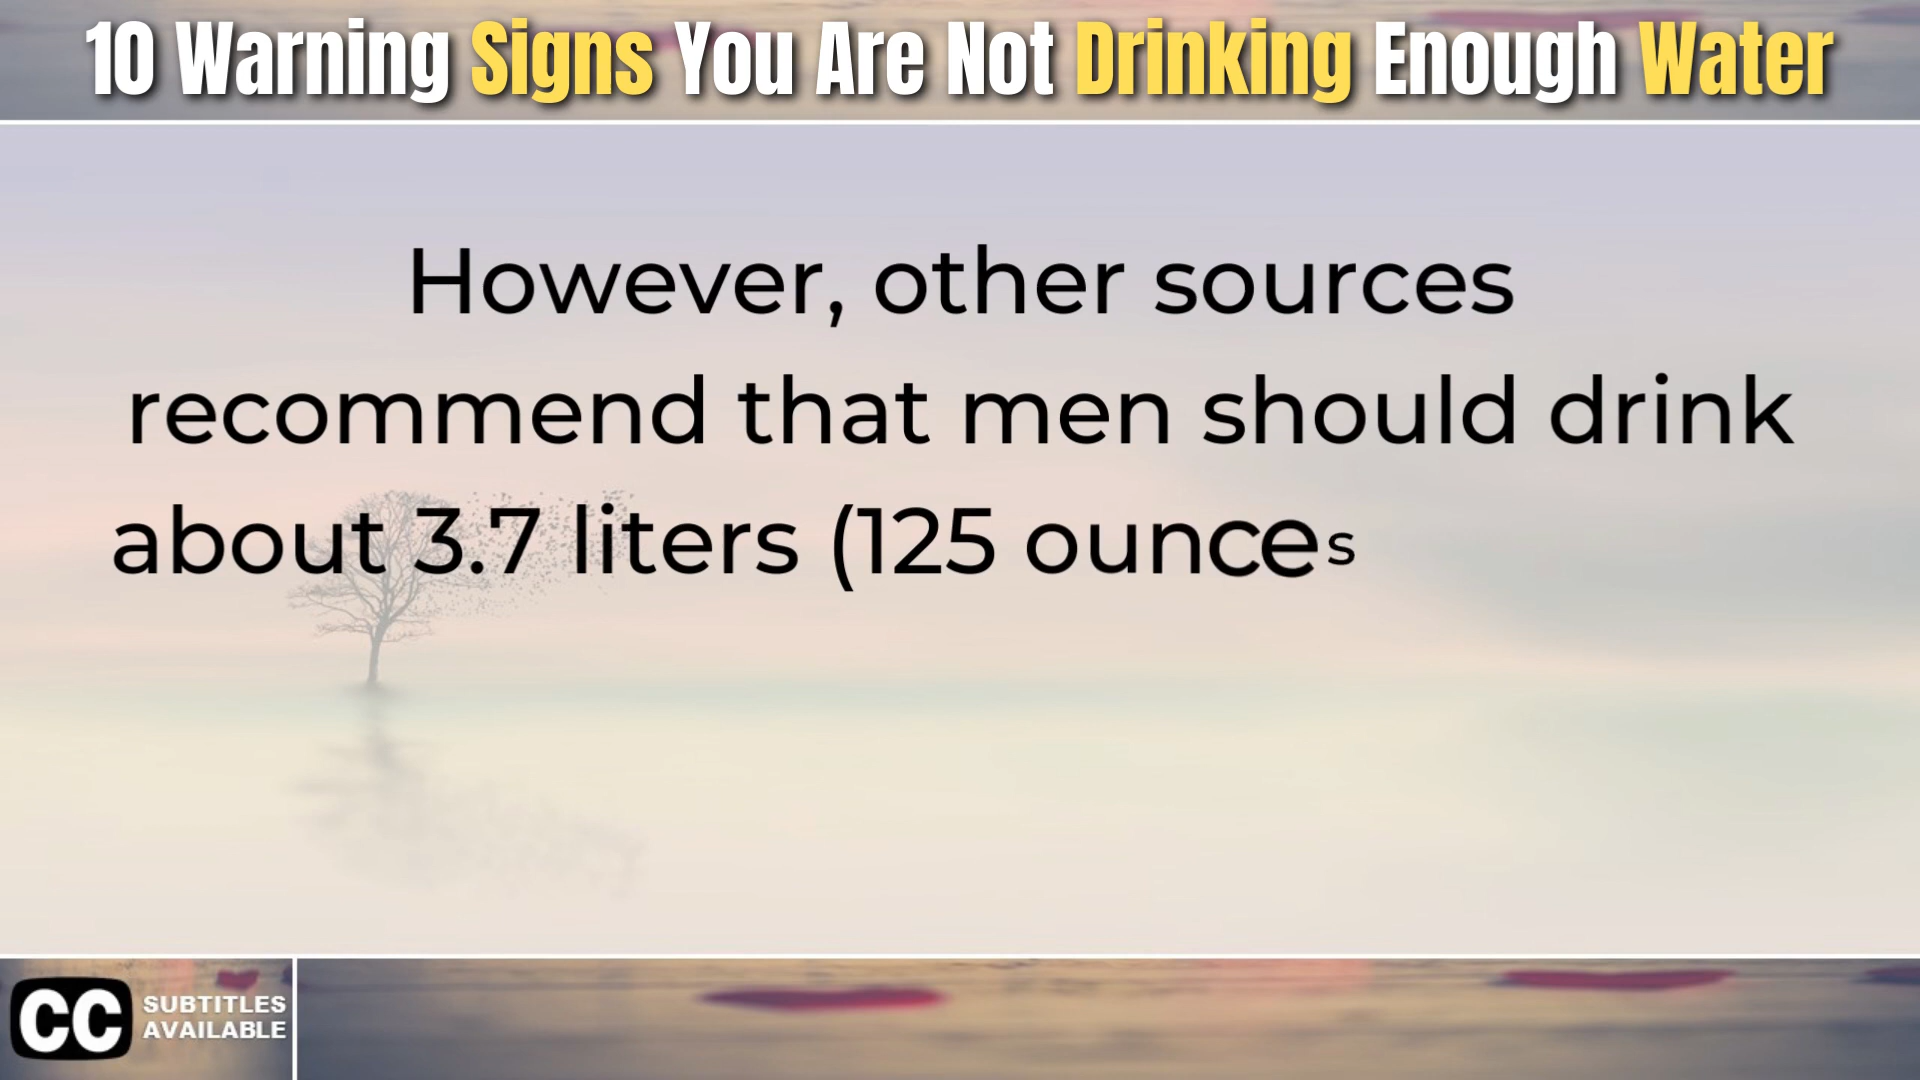 10 Warning Signs You Are Not Drinking Enough Water
However, other sources
recommend that men should drink
about 3.7 liters (125 ounces
CC SUBTITLES
AVAILABLE